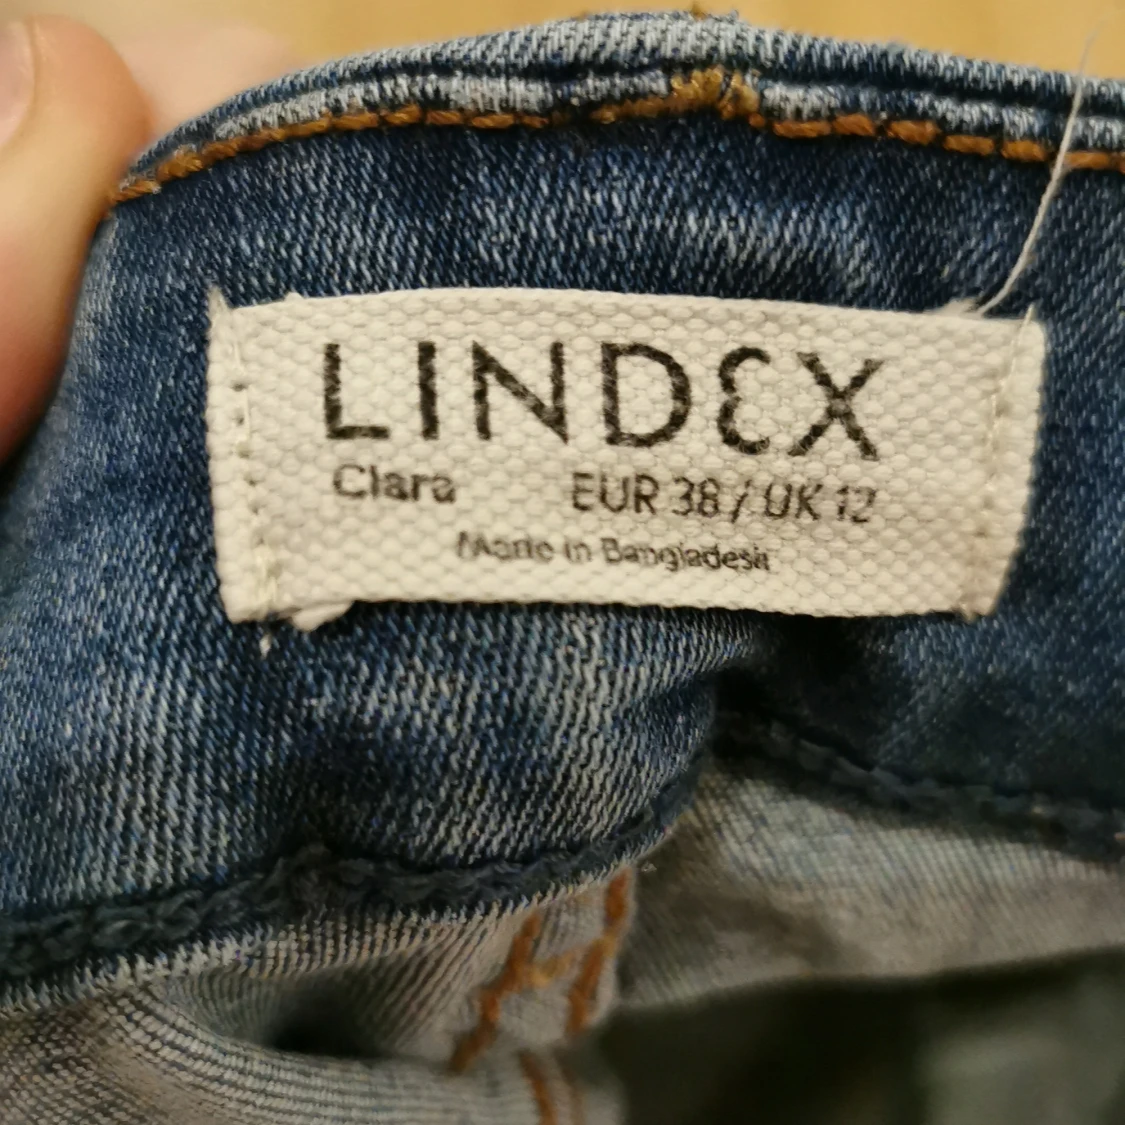 LINDEX
Clara EUR 38 / UK 12
Made in Bangladesh